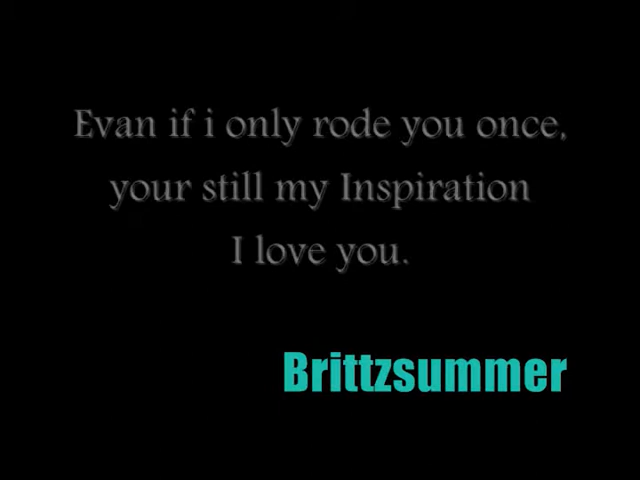 Evan if i only rode you once,
your still my Inspiration
I love you.
Brittzsummer